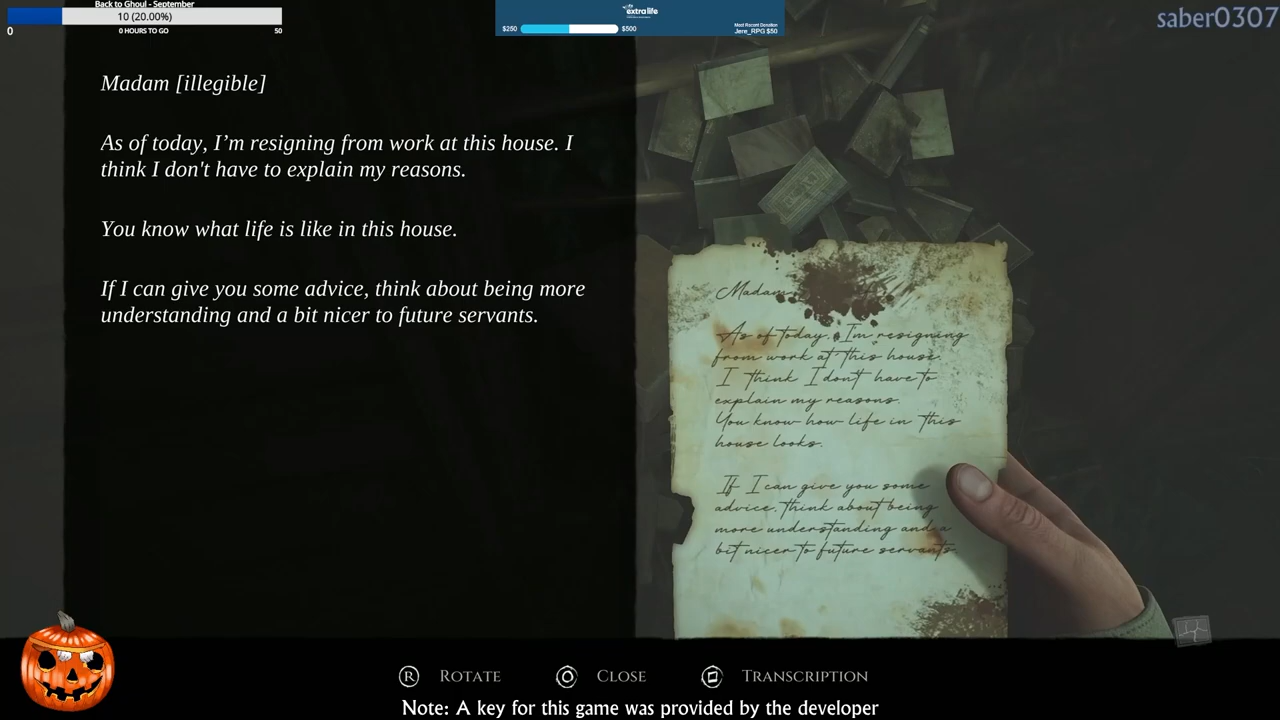 Back to Ghoul - September
10 (20.00%)
0
0 HOURS TO GO
50
extralife
$250
$500
Most Recent Donation
Jere_RPG $50
saber0307
Madam [illegible]
As of today, I’m resigning from work at this house. I
think I don't have to explain my reasons.
You know what life is like in this house.
If I can give you some advice, think about being more
understanding and a bit nicer to future servants.
Madam
As of today, I'm resigning
from work at this house.
I think I don't have to
explain my reasons.
You know how life in this
house looks.
If I can give you some
advice, think about being
more understanding and a
bit nicer to future servants.
R ROTATE
CLOSE
TRANSCRIPTION
Note: A key for this game was provided by the developer